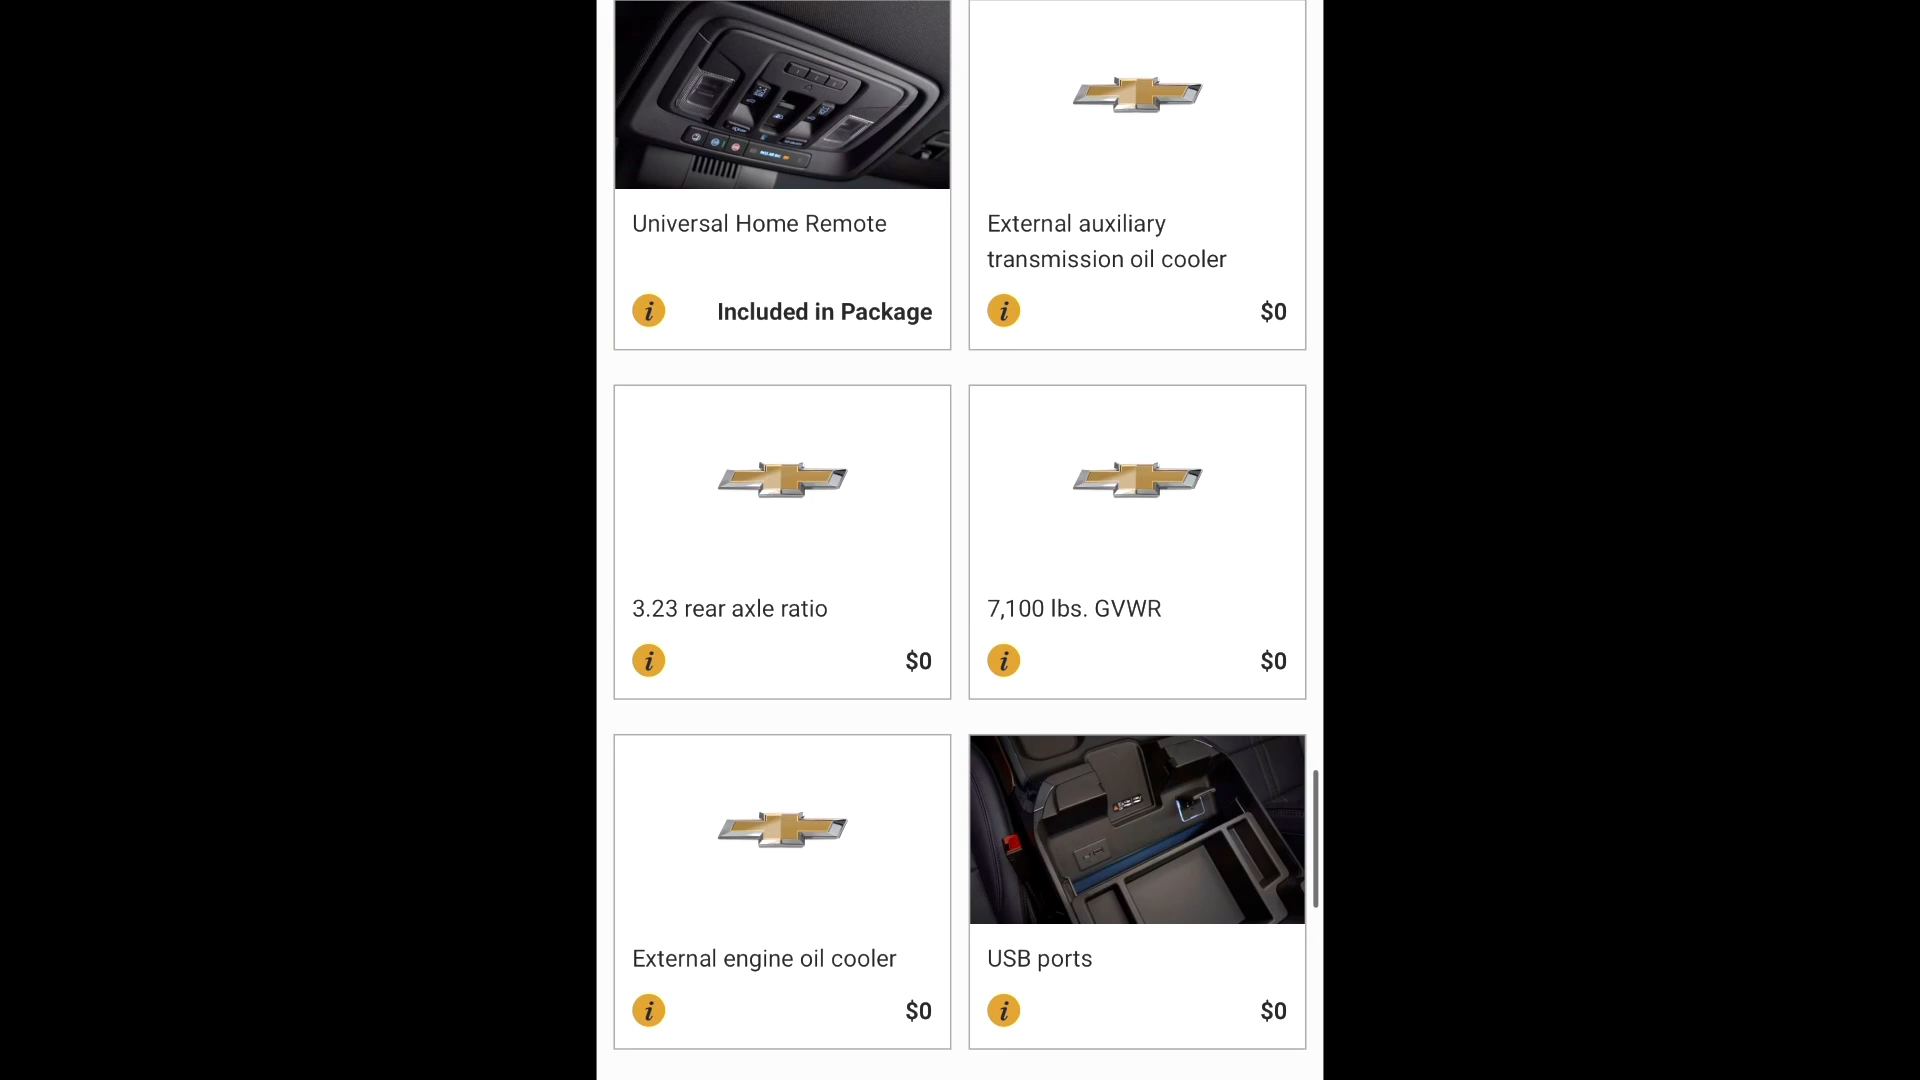 Universal Home Remote
i Included in Package
External auxiliary
transmission oil cooler
i $0
3.23 rear axle ratio
i $0
7,100 lbs. GVWR
i $0
External engine oil cooler
i $0
USB ports
i $0